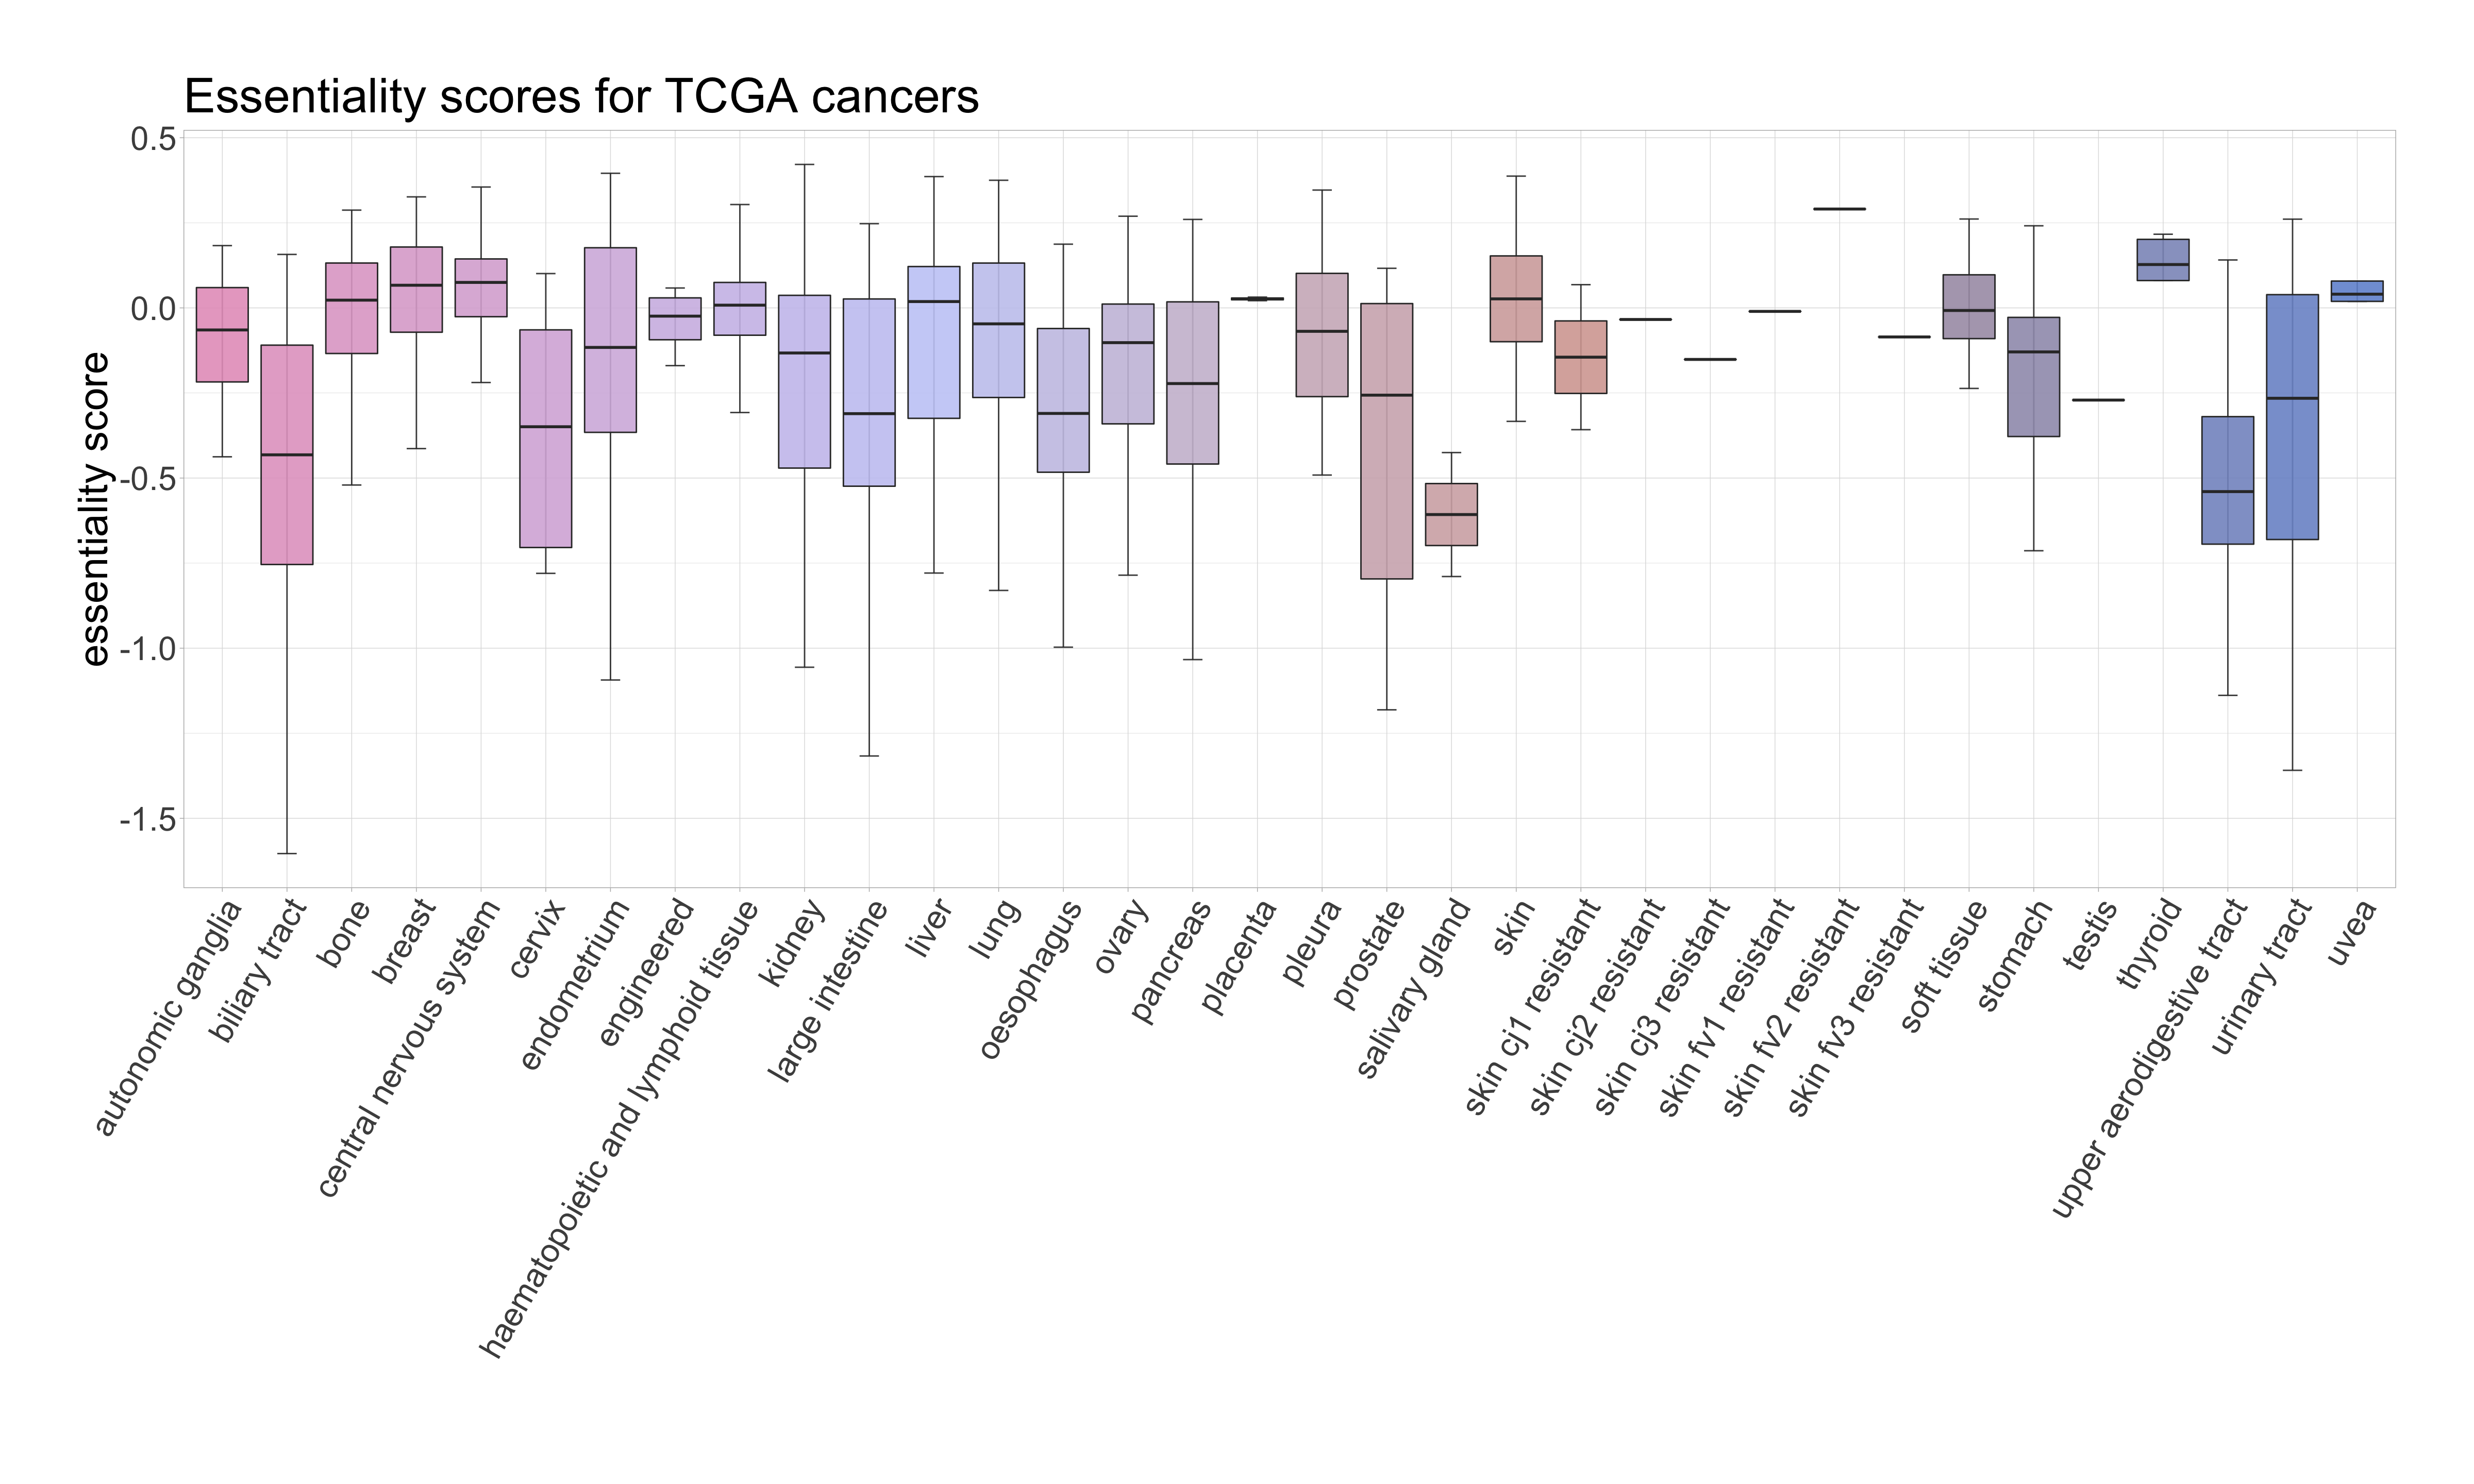 Essentiality scores for TCGA cancers
essentiality score
0.5
0.0
-0.5
-1.0
-1.5
autonomic ganglia
biliary tract
bone
breast
central nervous system
cervix
endometrium
engineered
haematopoietic and lymphoid tissue
kidney
large intestine
liver
lung
oesophagus
ovary
pancreas
placenta
pleura
prostate
salivary gland
skin
skin cj1 resistant
skin cj2 resistant
skin cj3 resistant
skin fv1 resistant
skin fv2 resistant
skin fv3 resistant
soft tissue
stomach
testis
thyroid
upper aerodigestive tract
urinary tract
uvea